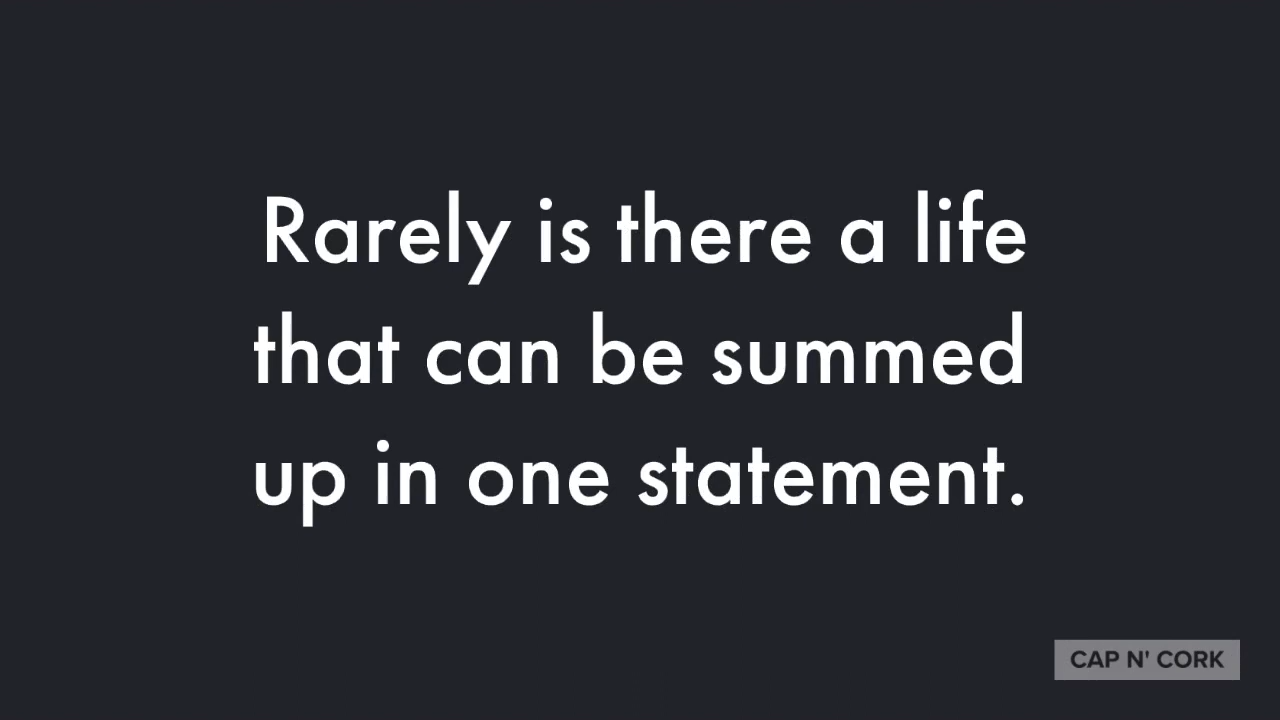 Rarely is there a life
that can be summed
up in one statement.
CAP N' CORK